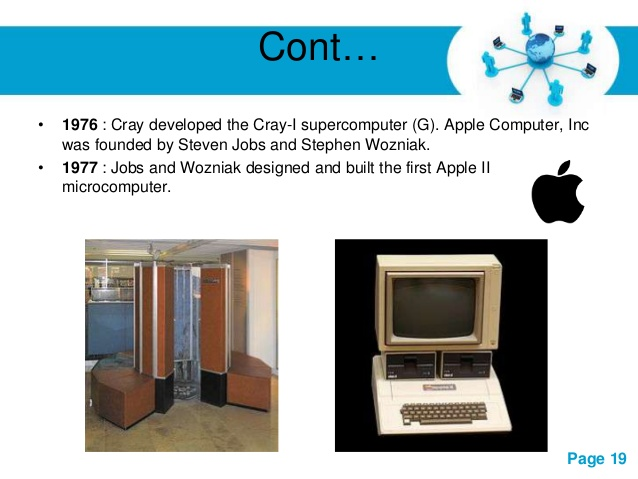 Cont…
• 1976 : Cray developed the Cray-I supercomputer (G). Apple Computer, Inc
was founded by Steven Jobs and Stephen Wozniak.
• 1977 : Jobs and Wozniak designed and built the first Apple II
microcomputer.
Page 19